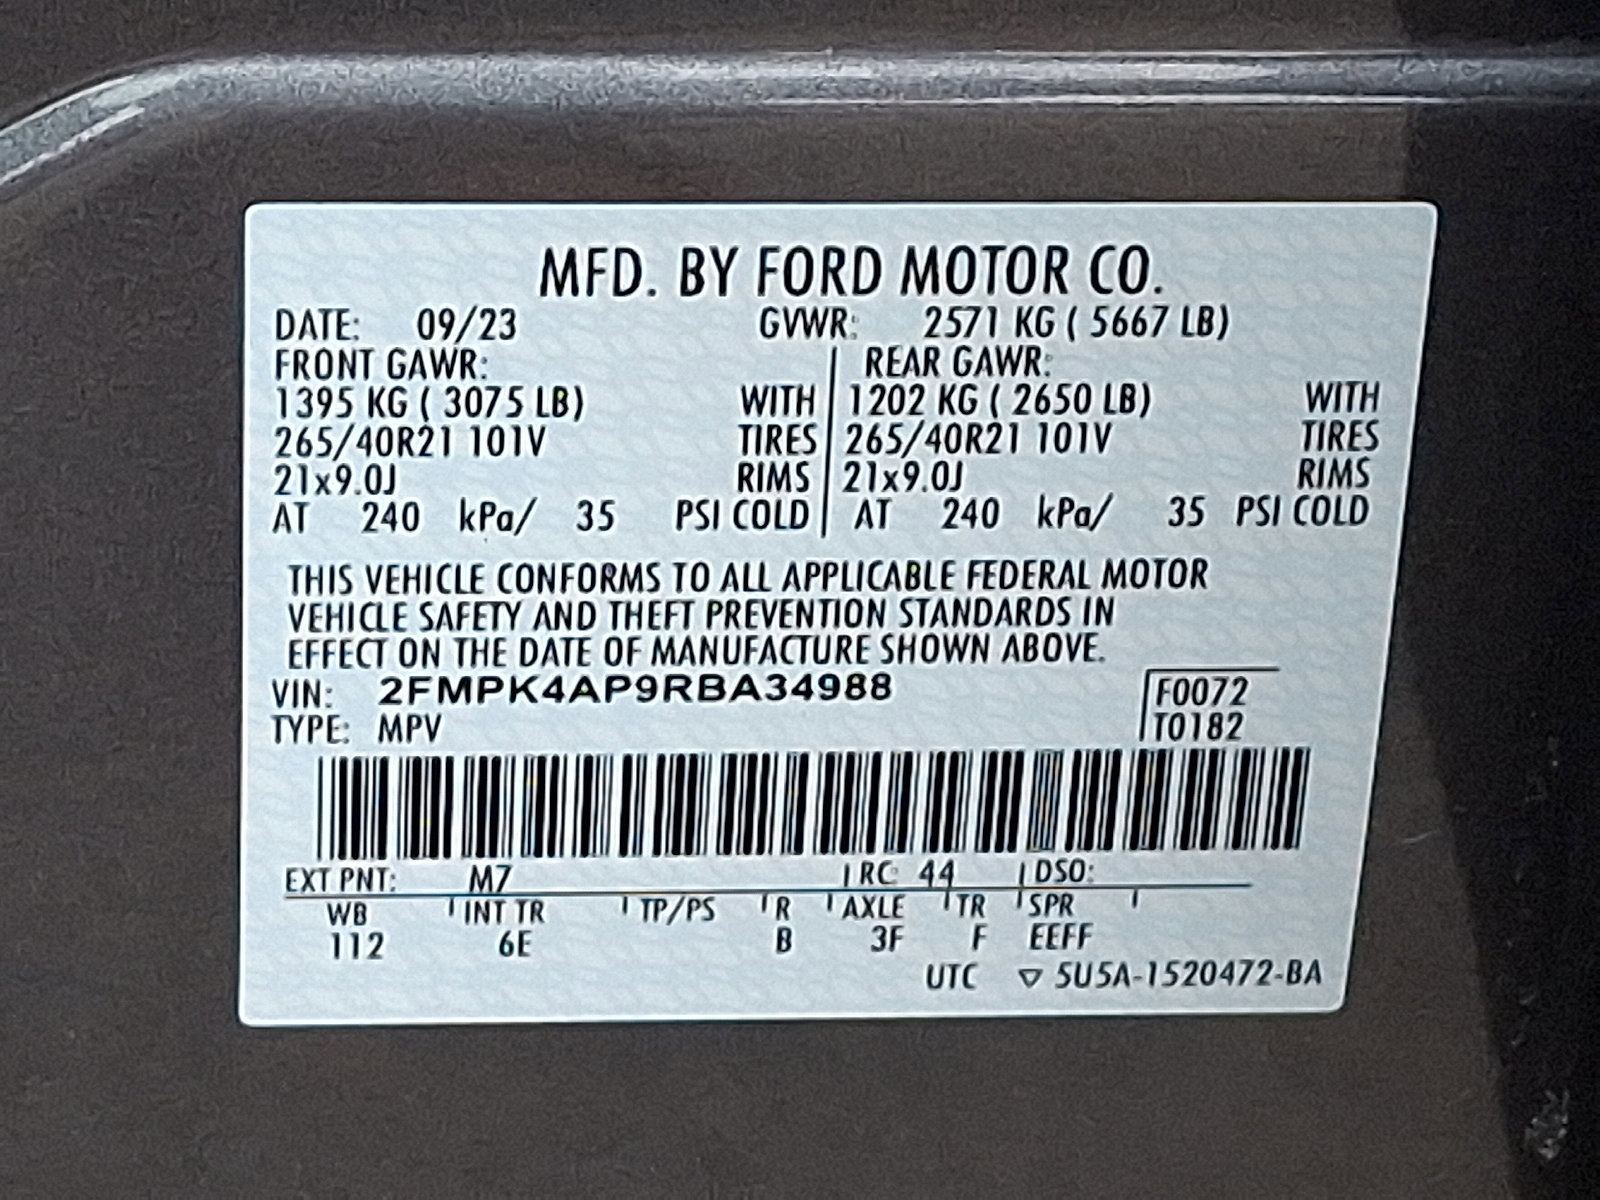 MFD. BY FORD MOTOR CO.
DATE: 09/23 GVWR: 2571 KG ( 5667 LB)
FRONT GAWR: REAR GAWR:
1395 KG ( 3075 LB) WITH 1202 KG ( 2650 LB) WITH
265/40R21 101V TIRES 265/40R21 101V TIRES
21x9.0J RIMS 21x9.0J RIMS
AT 240 kPa/ 35 PSI COLD AT 240 kPa/ 35 PSI COLD
THIS VEHICLE CONFORMS TO ALL APPLICABLE FEDERAL MOTOR
VEHICLE SAFETY AND THEFT PREVENTION STANDARDS IN
EFFECT ON THE DATE OF MANUFACTURE SHOWN ABOVE.
VIN: 2FMPK4AP9RBA34988 F0072
TYPE: MPV T0182
EXT PNT: M7 RC: 44 DSO:
WB INT TR TP/PS R AXLE TR SPR
112 6E B 3F F EEFF
UTC ▽ 5U5A-1520472-BA